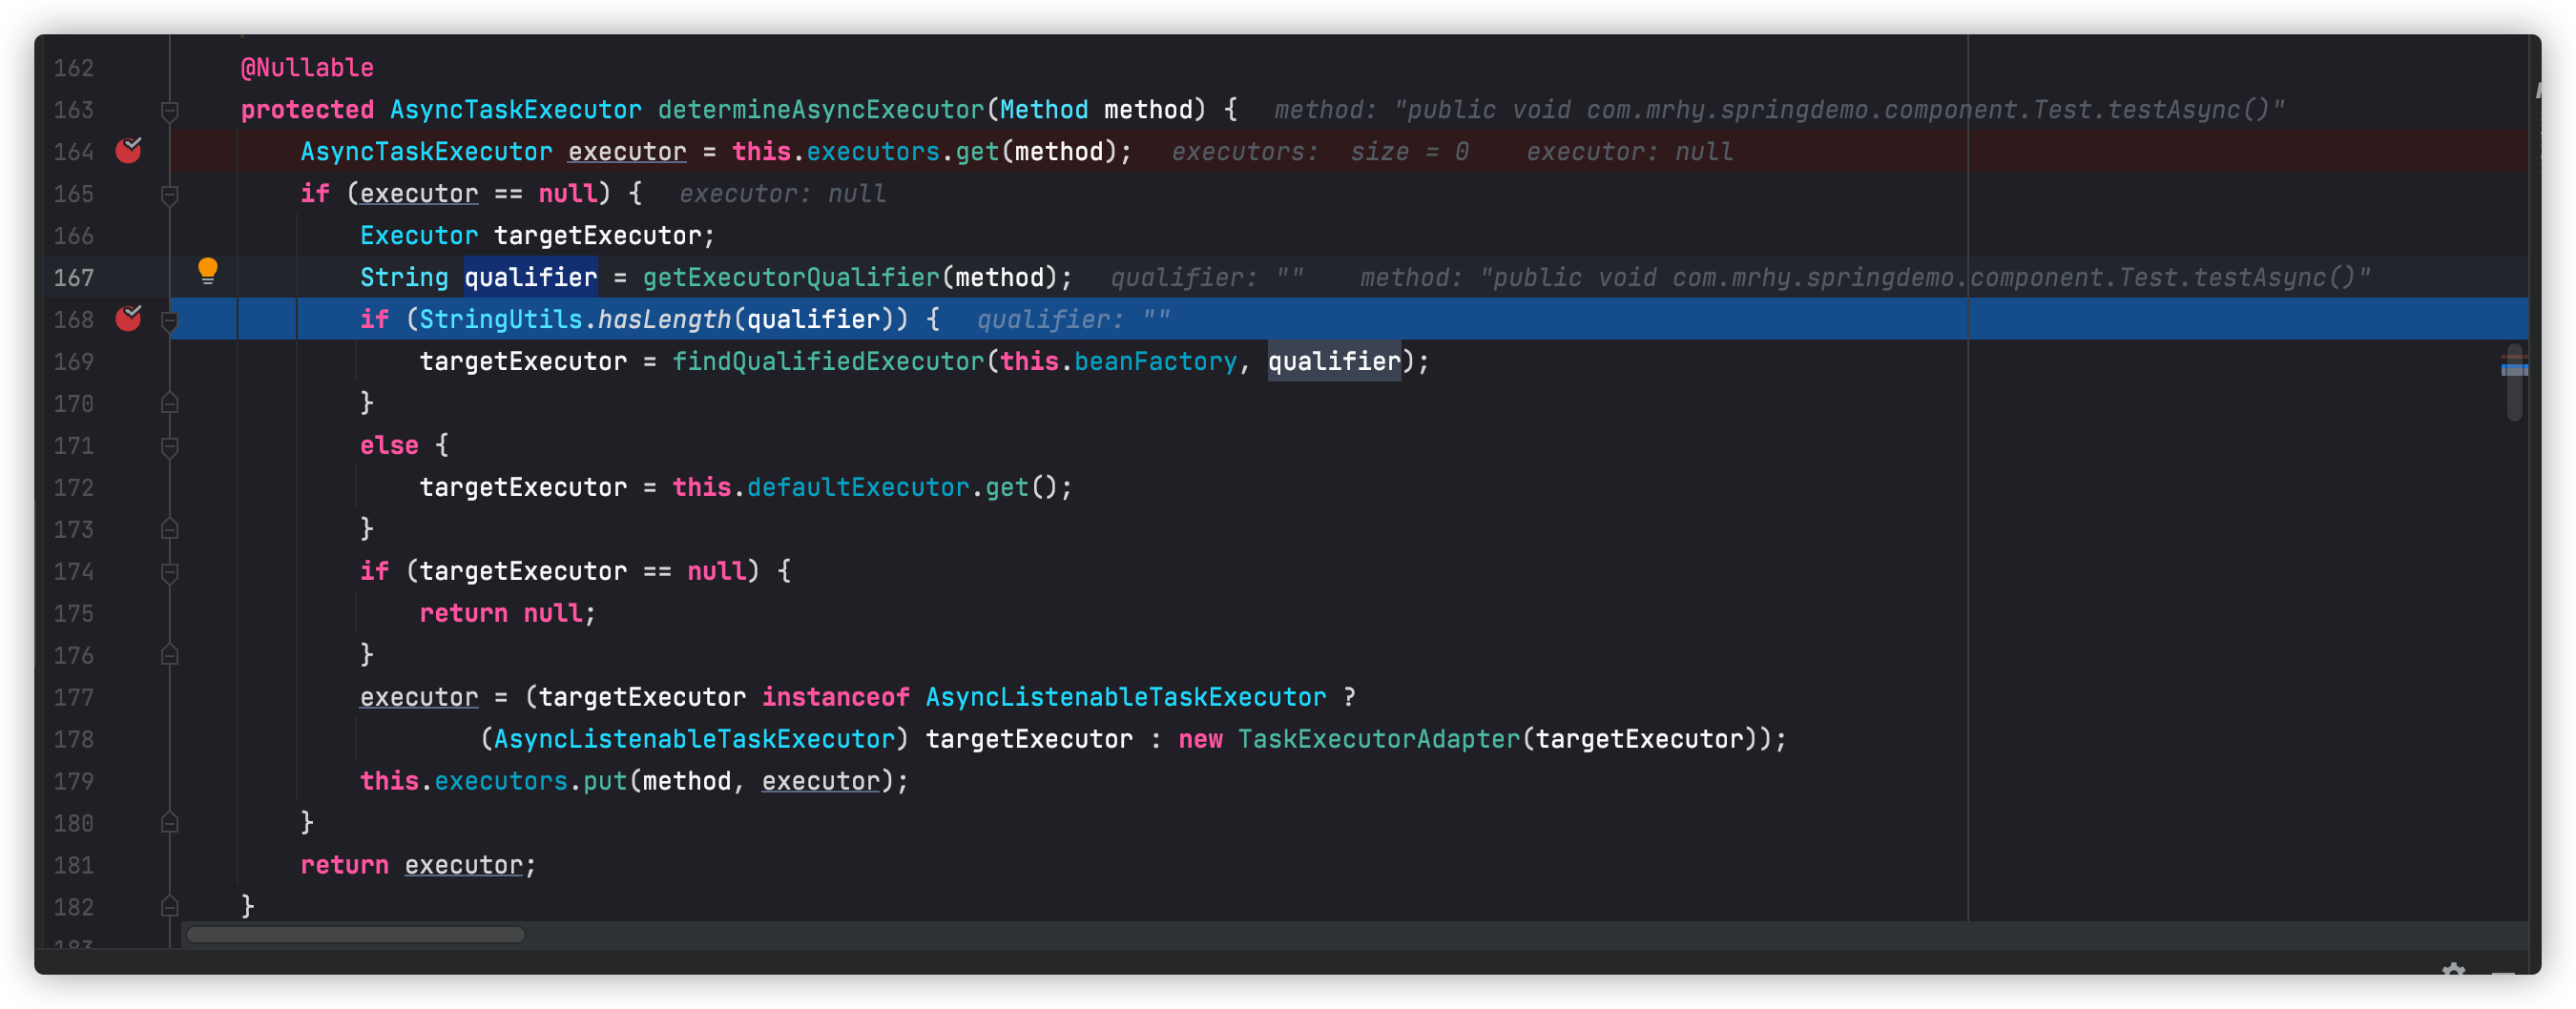 162 @Nullable
163 protected AsyncTaskExecutor determineAsyncExecutor(Method method) { method: "public void com.mrhy.springdemo.component.Test.testAsync()"
164 AsyncTaskExecutor executor = this.executors.get(method); executors: size = 0 executor: null
165 if (executor == null) { executor: null
166 Executor targetExecutor;
167 String qualifier = getExecutorQualifier(method); qualifier: "" method: "public void com.mrhy.springdemo.component.Test.testAsync()"
168 if (StringUtils.hasLength(qualifier)) { qualifier: ""
169 targetExecutor = findQualifiedExecutor(this.beanFactory, qualifier);
170 }
171 else {
172 targetExecutor = this.defaultExecutor.get();
173 }
174 if (targetExecutor == null) {
175 return null;
176 }
177 executor = (targetExecutor instanceof AsyncListenableTaskExecutor ?
178 (AsyncListenableTaskExecutor) targetExecutor : new TaskExecutorAdapter(targetExecutor));
179 this.executors.put(method, executor);
180 }
181 return executor;
182 }
183